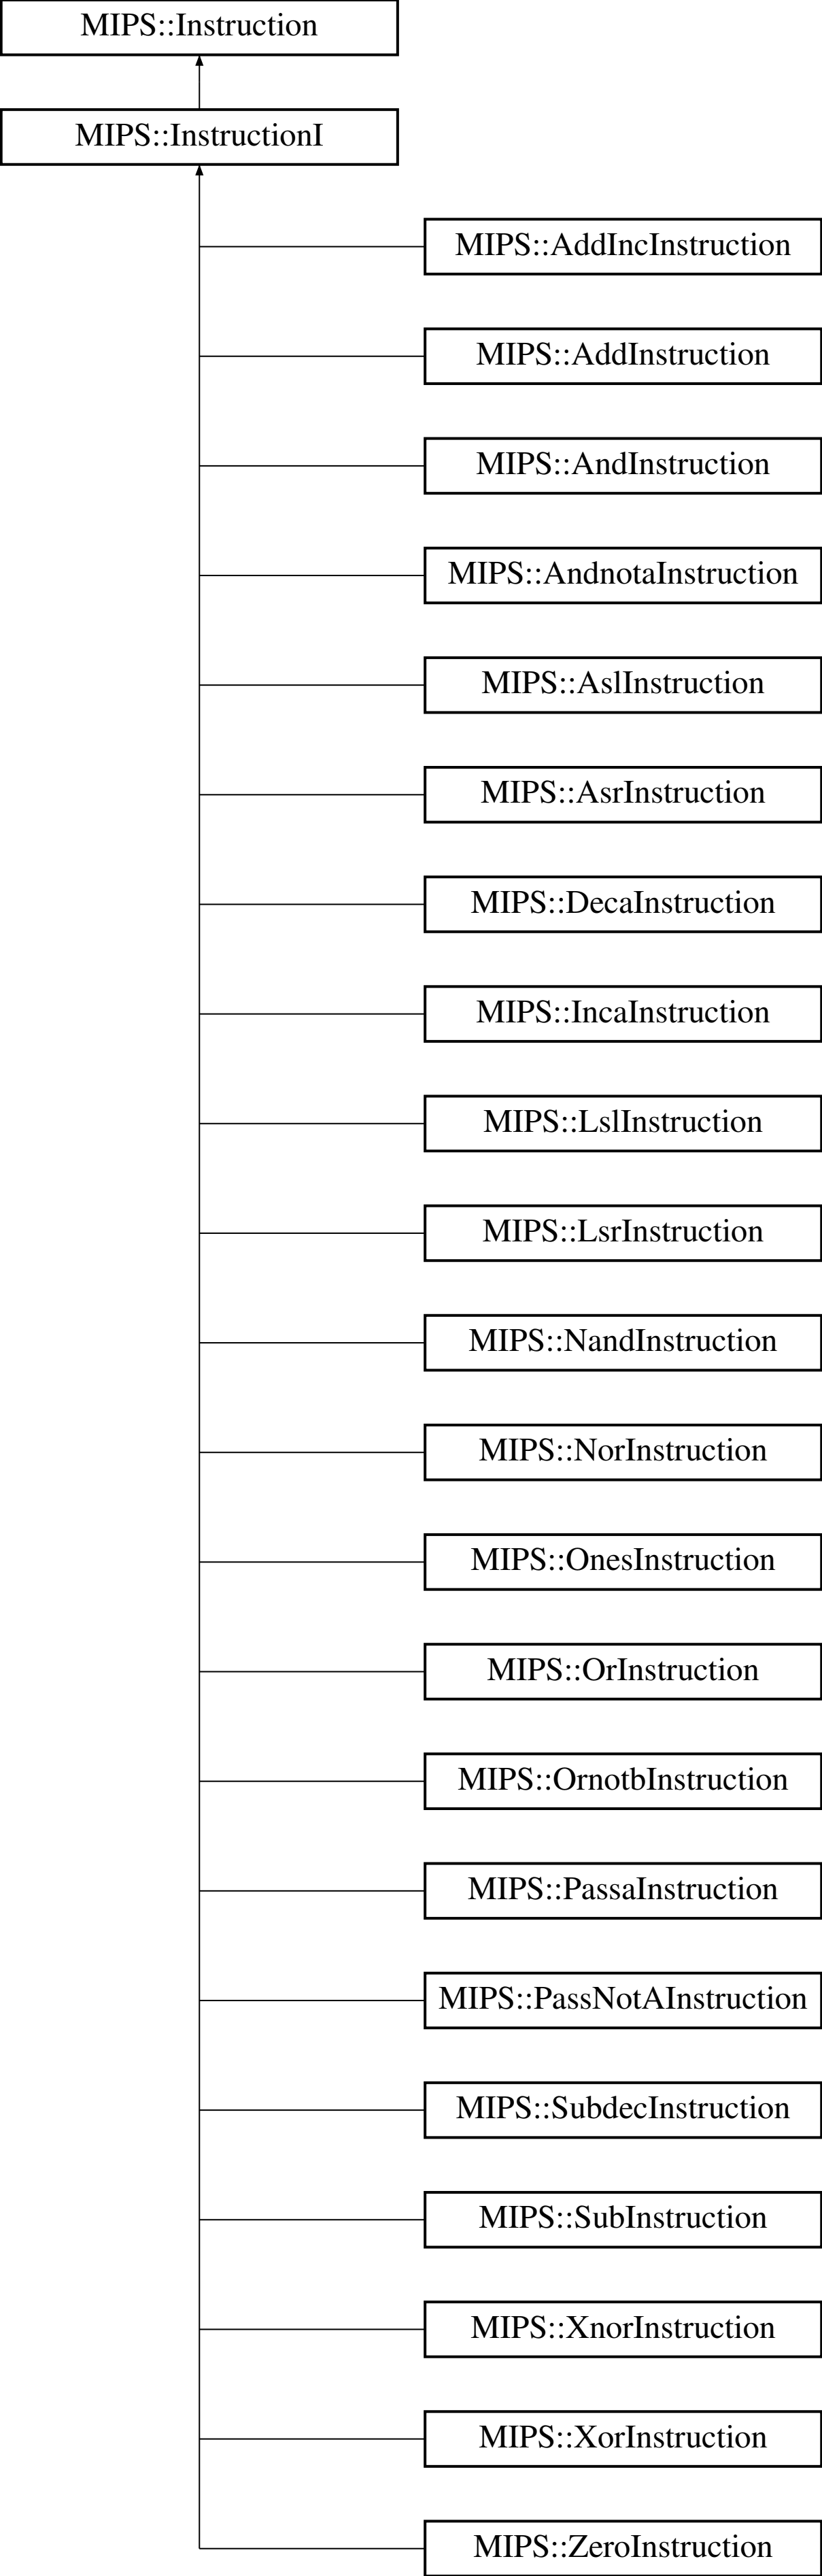 MIPS::Instruction
MIPS::InstructionI
MIPS::AddIncInstruction
MIPS::AddInstruction
MIPS::AndInstruction
MIPS::AndnotaInstruction
MIPS::AslInstruction
MIPS::AsrInstruction
MIPS::DecaInstruction
MIPS::IncaInstruction
MIPS::LslInstruction
MIPS::LsrInstruction
MIPS::NandInstruction
MIPS::NorInstruction
MIPS::OnesInstruction
MIPS::OrInstruction
MIPS::OrnotbInstruction
MIPS::PassaInstruction
MIPS::PassNotAInstruction
MIPS::SubdecInstruction
MIPS::SubInstruction
MIPS::XnorInstruction
MIPS::XorInstruction
MIPS::ZeroInstruction